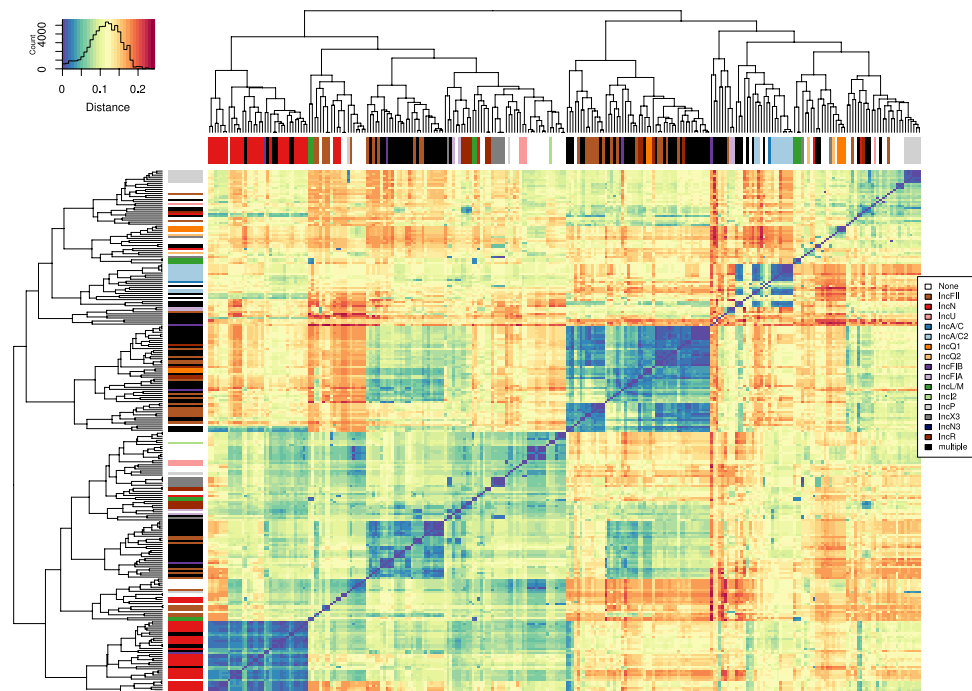 Count
0 4000
0 0.1 0.2
Distance
None
IncFII
IncN
IncU
IncA/C
IncA/C2
IncQ1
IncQ2
IncFIB
IncFIA
IncL/M
IncI2
IncP
IncX3
IncN3
IncR
multiple